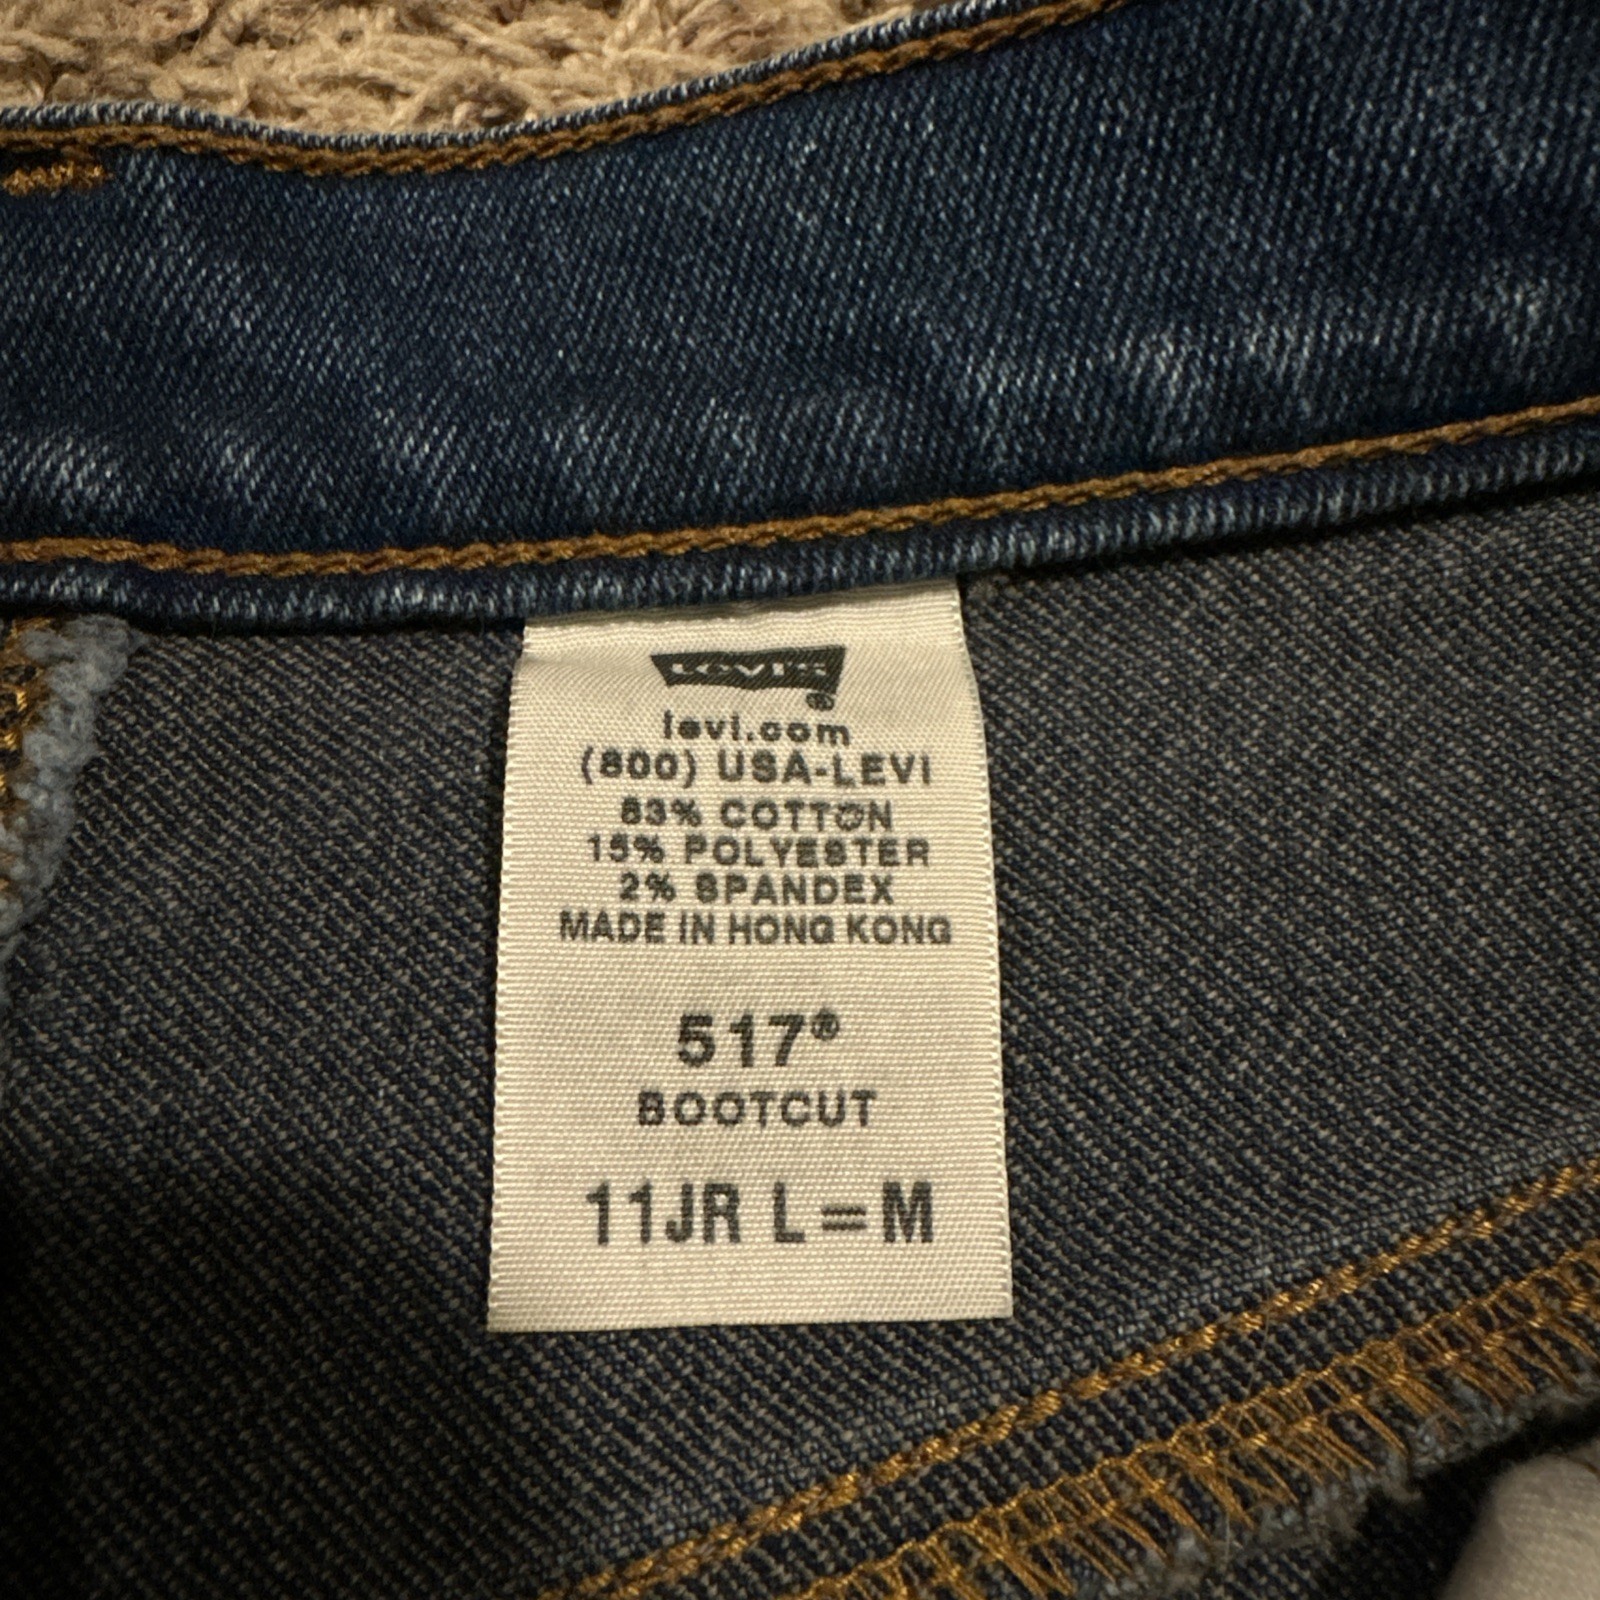 Levi's
®
levi.com
(800) USA-LEVI
83% COTTON
15% POLYESTER
2% SPANDEX
MADE IN HONG KONG
517®
BOOTCUT
11JR L=M